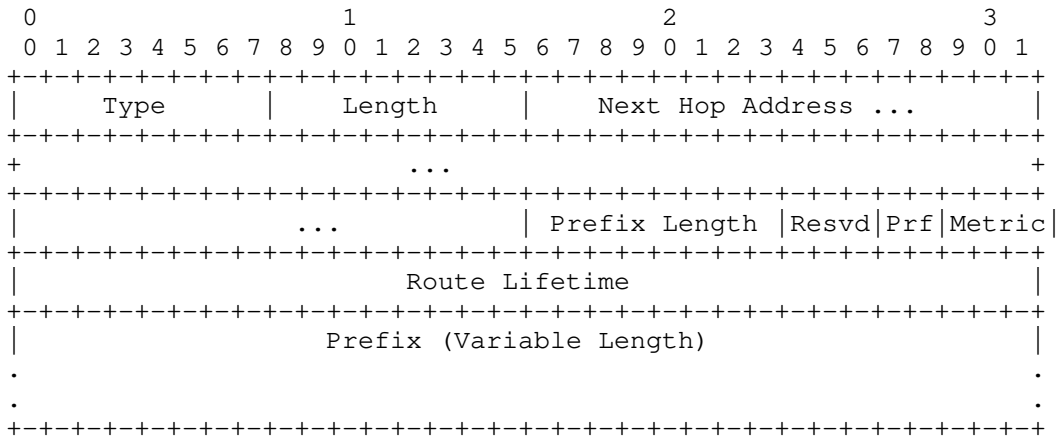 0                   1                   2                   3
 0 1 2 3 4 5 6 7 8 9 0 1 2 3 4 5 6 7 8 9 0 1 2 3 4 5 6 7 8 9 0 1
+-+-+-+-+-+-+-+-+-+-+-+-+-+-+-+-+-+-+-+-+-+-+-+-+-+-+-+-+-+-+-+-+
|     Type      |    Length     |    Next Hop Address ...       |
+-+-+-+-+-+-+-+-+-+-+-+-+-+-+-+-+-+-+-+-+-+-+-+-+-+-+-+-+-+-+-+-+
+                        ...                                    +
+-+-+-+-+-+-+-+-+-+-+-+-+-+-+-+-+-+-+-+-+-+-+-+-+-+-+-+-+-+-+-+-+
|                 ...           | Prefix Length |Resvd|Prf|Metric|
+-+-+-+-+-+-+-+-+-+-+-+-+-+-+-+-+-+-+-+-+-+-+-+-+-+-+-+-+-+-+-+-+
|                        Route Lifetime                         |
+-+-+-+-+-+-+-+-+-+-+-+-+-+-+-+-+-+-+-+-+-+-+-+-+-+-+-+-+-+-+-+-+
|                   Prefix (Variable Length)                    |
.                                                               .
.                                                               .
+-+-+-+-+-+-+-+-+-+-+-+-+-+-+-+-+-+-+-+-+-+-+-+-+-+-+-+-+-+-+-+-+